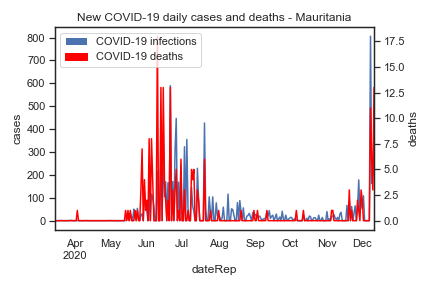 New COVID-19 daily cases and deaths - Mauritania
COVID-19 infections
COVID-19 deaths
800
700
600
500
400
300
200
100
0
cases
17.5
15.0
12.5
10.0
7.5
5.0
2.5
0.0
deaths
Apr May Jun Jul Aug Sep Oct Nov Dec
2020
dateRep